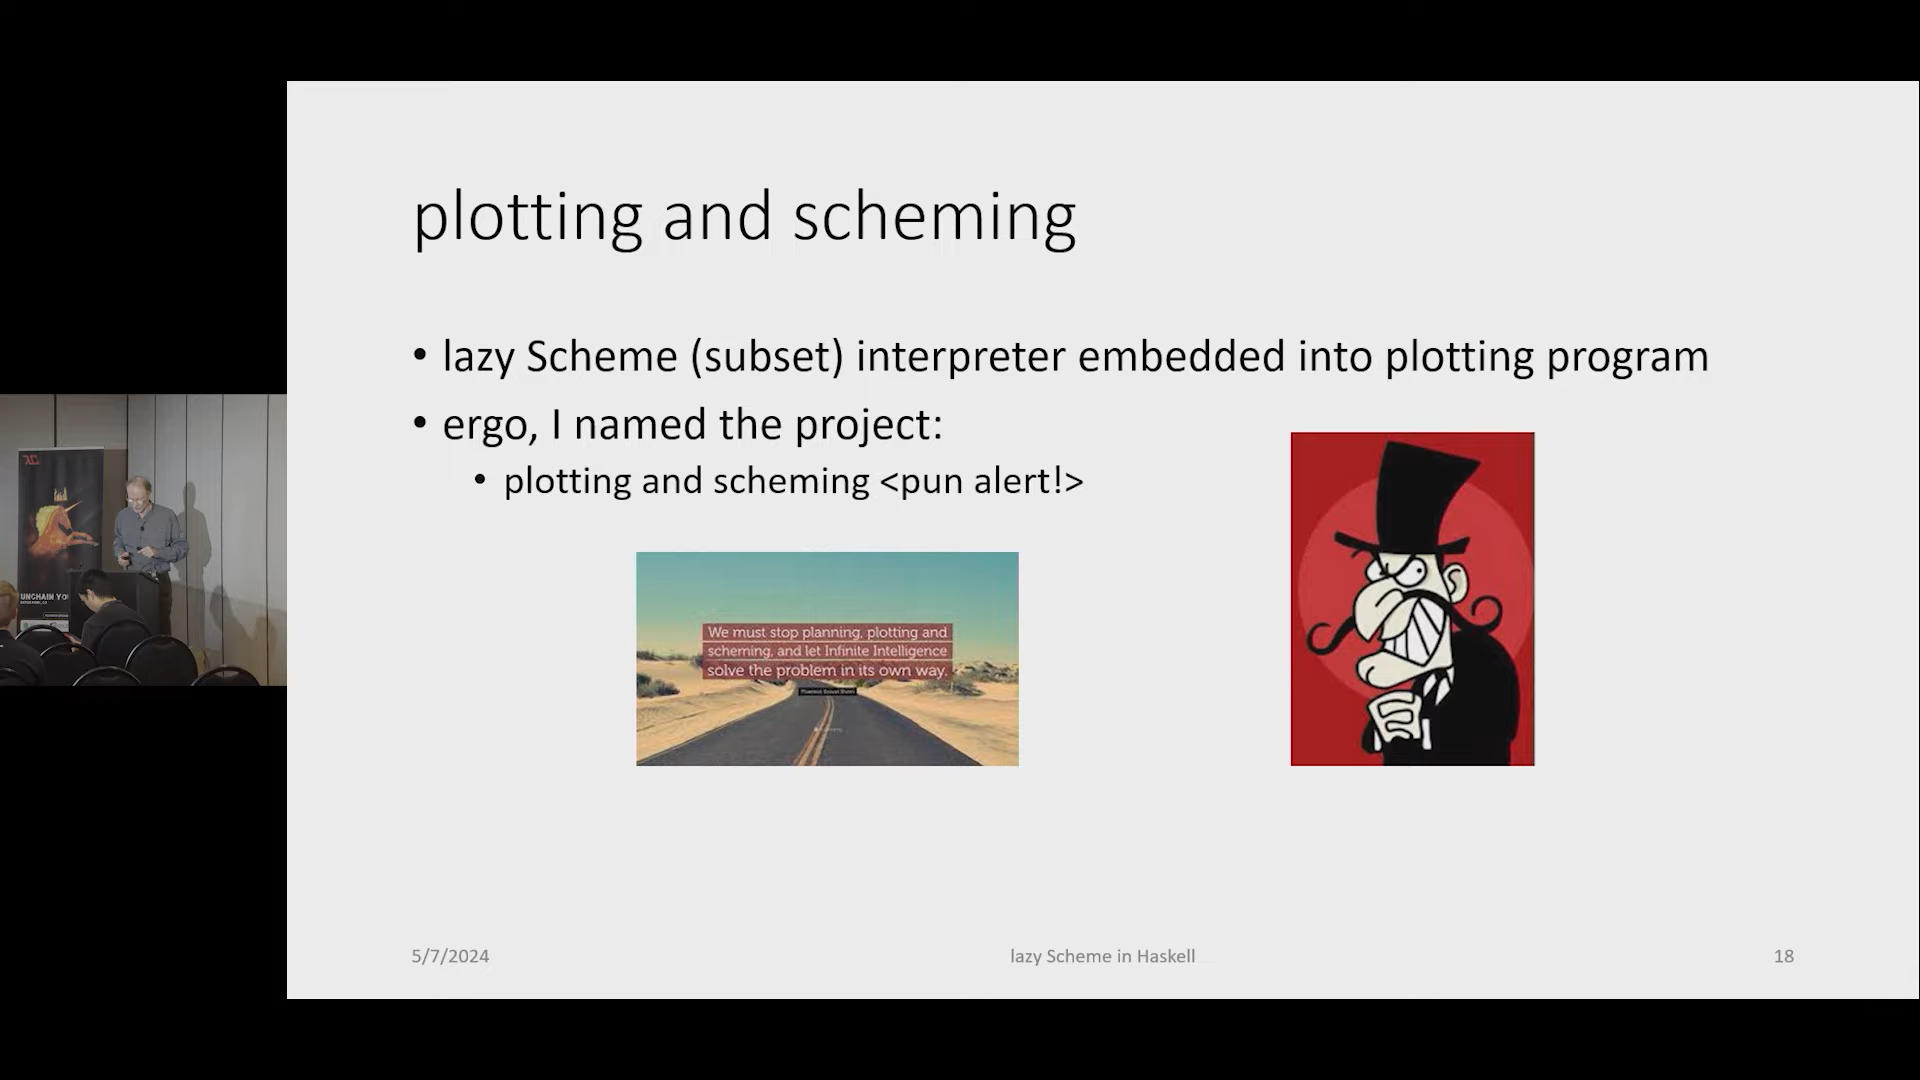 plotting and scheming
• lazy Scheme (subset) interpreter embedded into plotting program
• ergo, I named the project:
• plotting and scheming <pun alert!>
We must stop planning, plotting and
scheming, and let Infinite Intelligence
solve the problem in its own way.
UNCHAIN YO
5/7/2024
lazy Scheme in Haskell
18